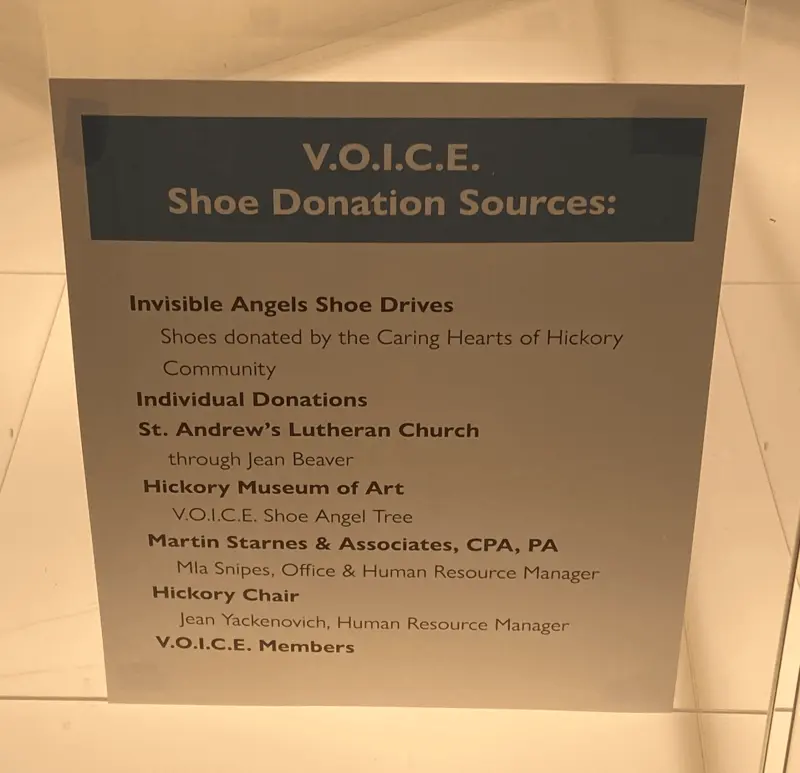 V.O.I.C.E.
Shoe Donation Sources:
Invisible Angels Shoe Drives
Shoes donated by the Caring Hearts of Hickory
Community
Individual Donations
St. Andrew's Lutheran Church
through Jean Beaver
Hickory Museum of Art
V.O.I.C.E. Shoe Angel Tree
Martin Starnes & Associates, CPA, PA
Mla Snipes, Office & Human Resource Manager
Hickory Chair
Jean Yackenovich, Human Resource Manager
V.O.I.C.E. Members